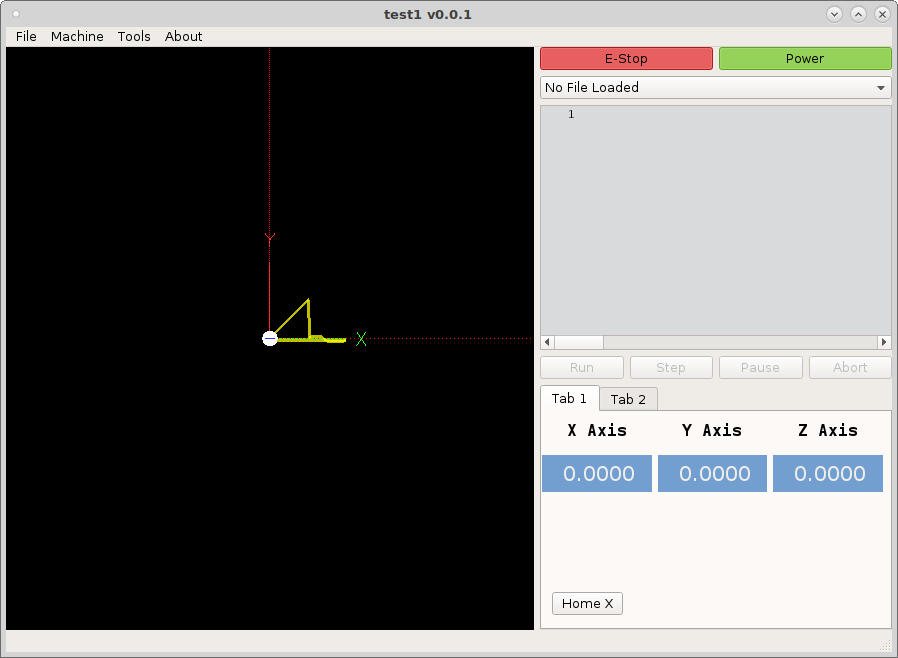 test1 v0.0.1
File Machine Tools About
E-Stop Power
No File Loaded
1
Y
X
Run Step Pause Abort
Tab 1 Tab 2
X Axis Y Axis Z Axis
0.0000 0.0000 0.0000
Home X